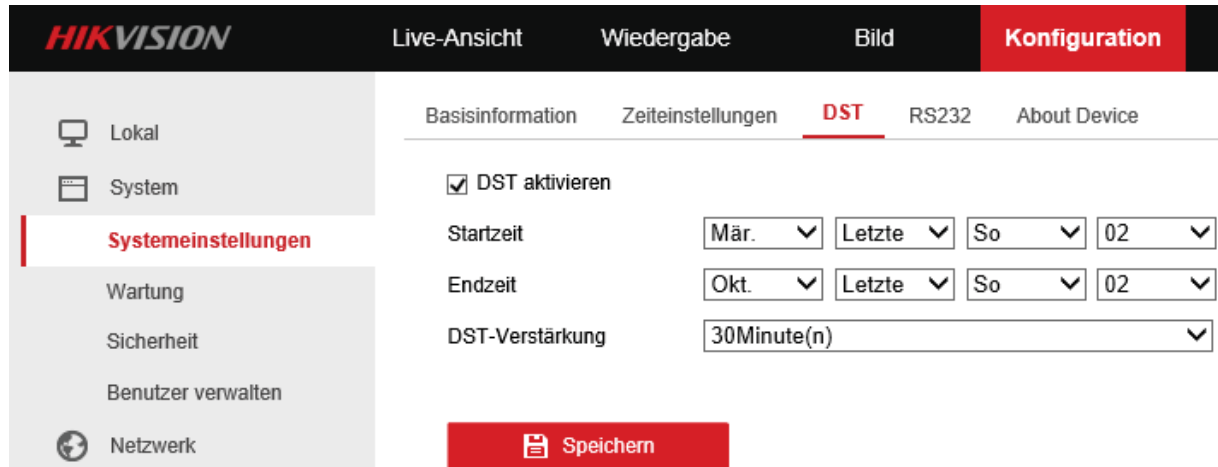 HIKVISION Live-Ansicht Wiedergabe Bild Konfiguration
Basisinformation Zeiteinstellungen DST RS232 About Device
Lokal
System
Systemeinstellungen
Wartung
Sicherheit
Benutzer verwalten
Netzwerk
DST aktivieren
Startzeit Mär. Letzte So 02
Endzeit Okt. Letzte So 02
DST-Verstärkung 30Minute(n)
Speichern